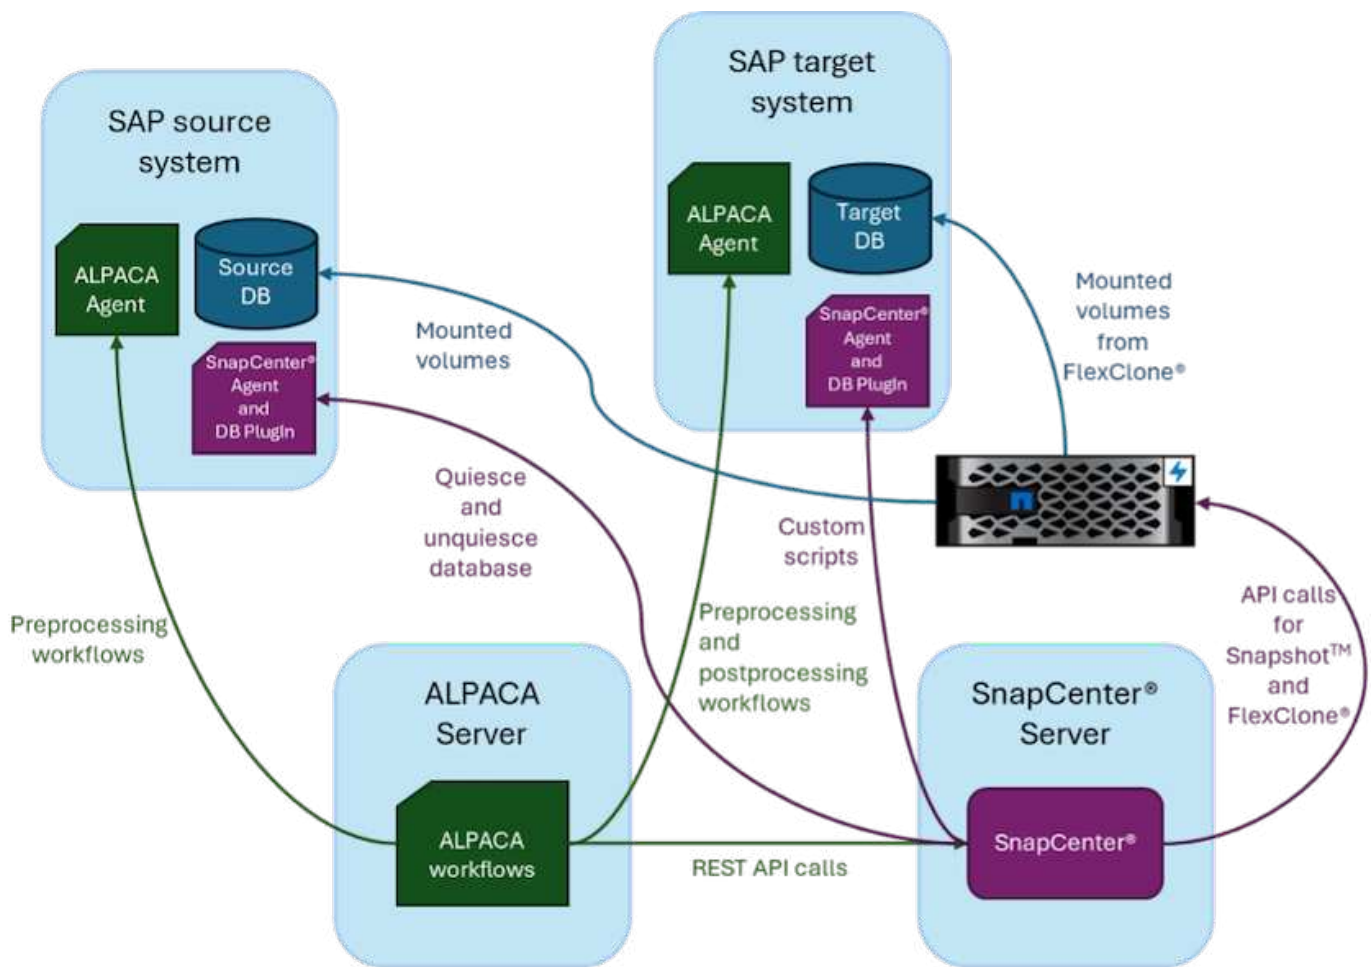 SAP source
system
ALPACA
Agent
Source
DB
SnapCenter®
Agent
and
DB PlugIn
SAP target
system
ALPACA
Agent
Target
DB
SnapCenter®
Agent
and
DB PlugIn
Mounted
volumes
Mounted
volumes
from
FlexClone®
Quiesce
and
unquiesce
database
Custom
scripts
Preprocessing
workflows
Preprocessing
and
postprocessing
workflows
API calls
for
Snapshot™
and
FlexClone®
ALPACA
Server
ALPACA
workflows
REST API calls
SnapCenter®
Server
SnapCenter®